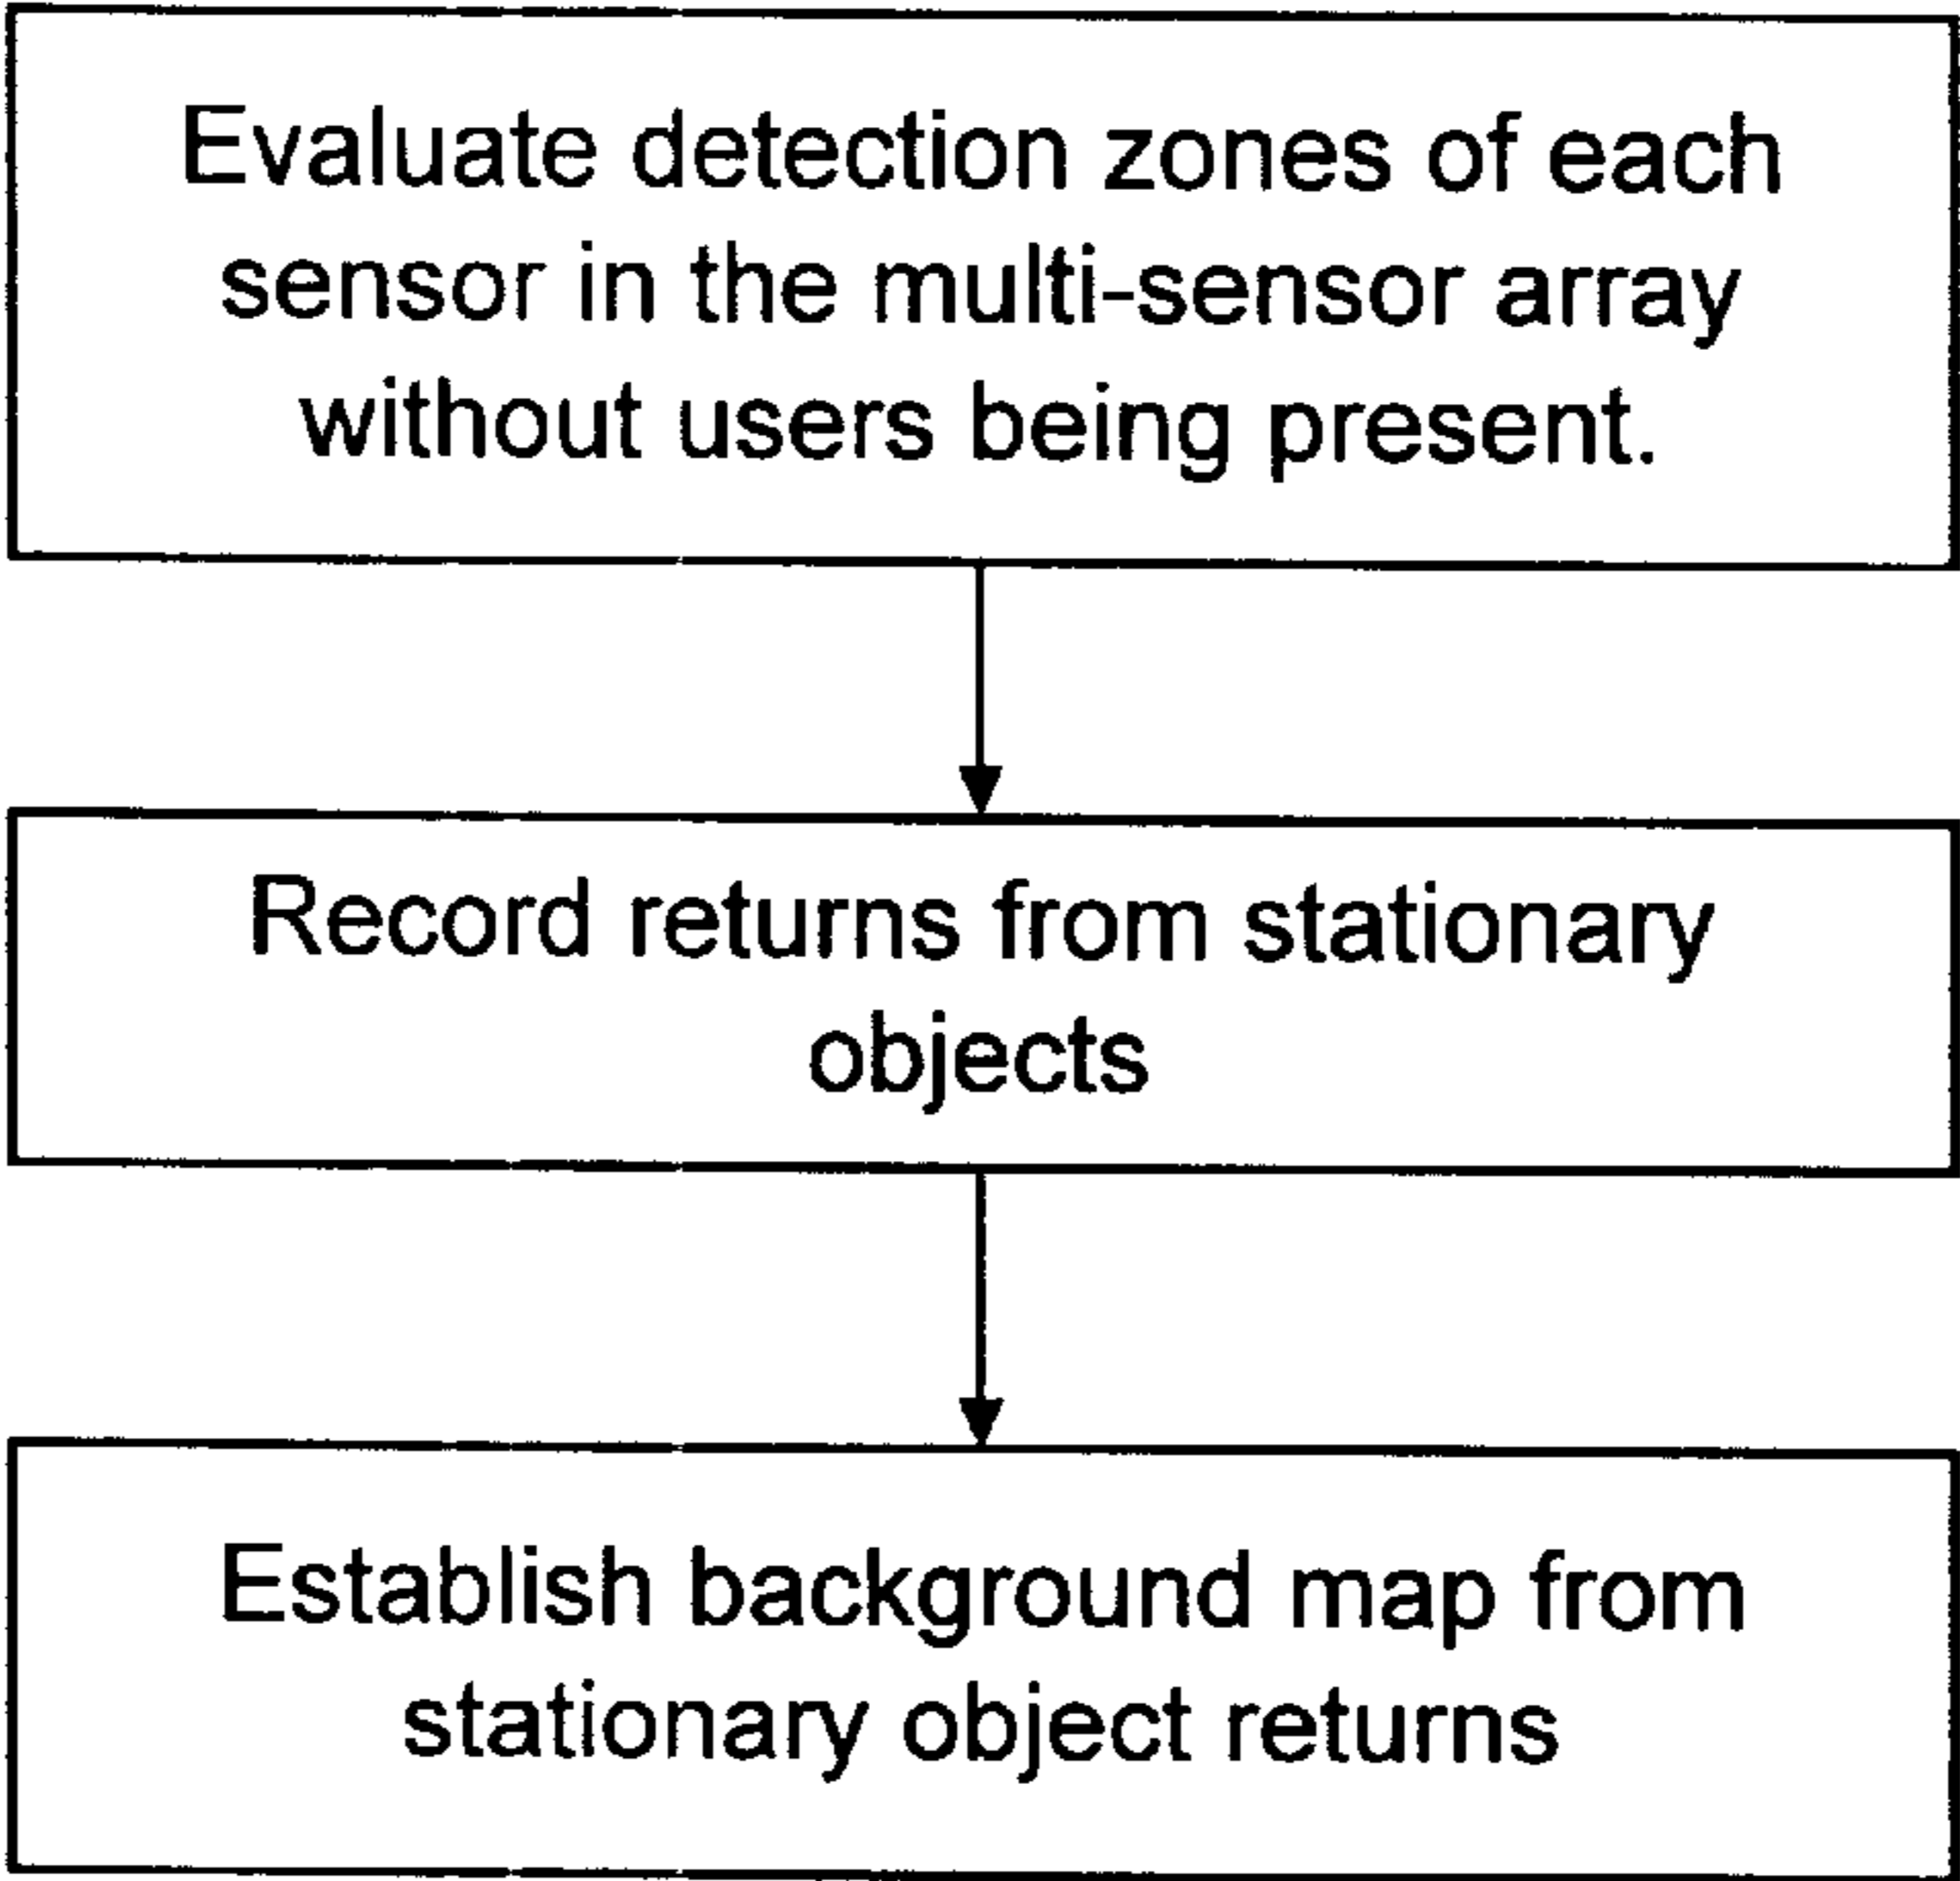 Evaluate detection zones of each
sensor in the multi-sensor array
without users being present.
Record returns from stationary
objects
Establish background map from
stationary object returns